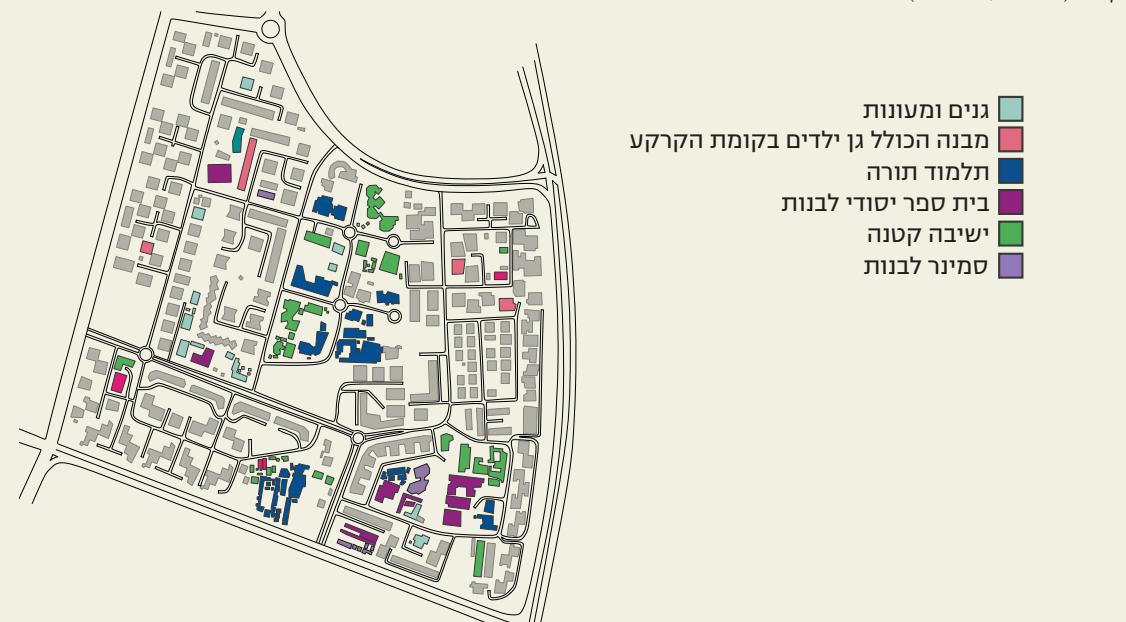 גנים ומעונות
מבנה הכולל גן ילדים בקומת הקרקע
תלמוד תורה
בית ספר יסודי לבנות
ישיבה קטנה
סמינר לבנות